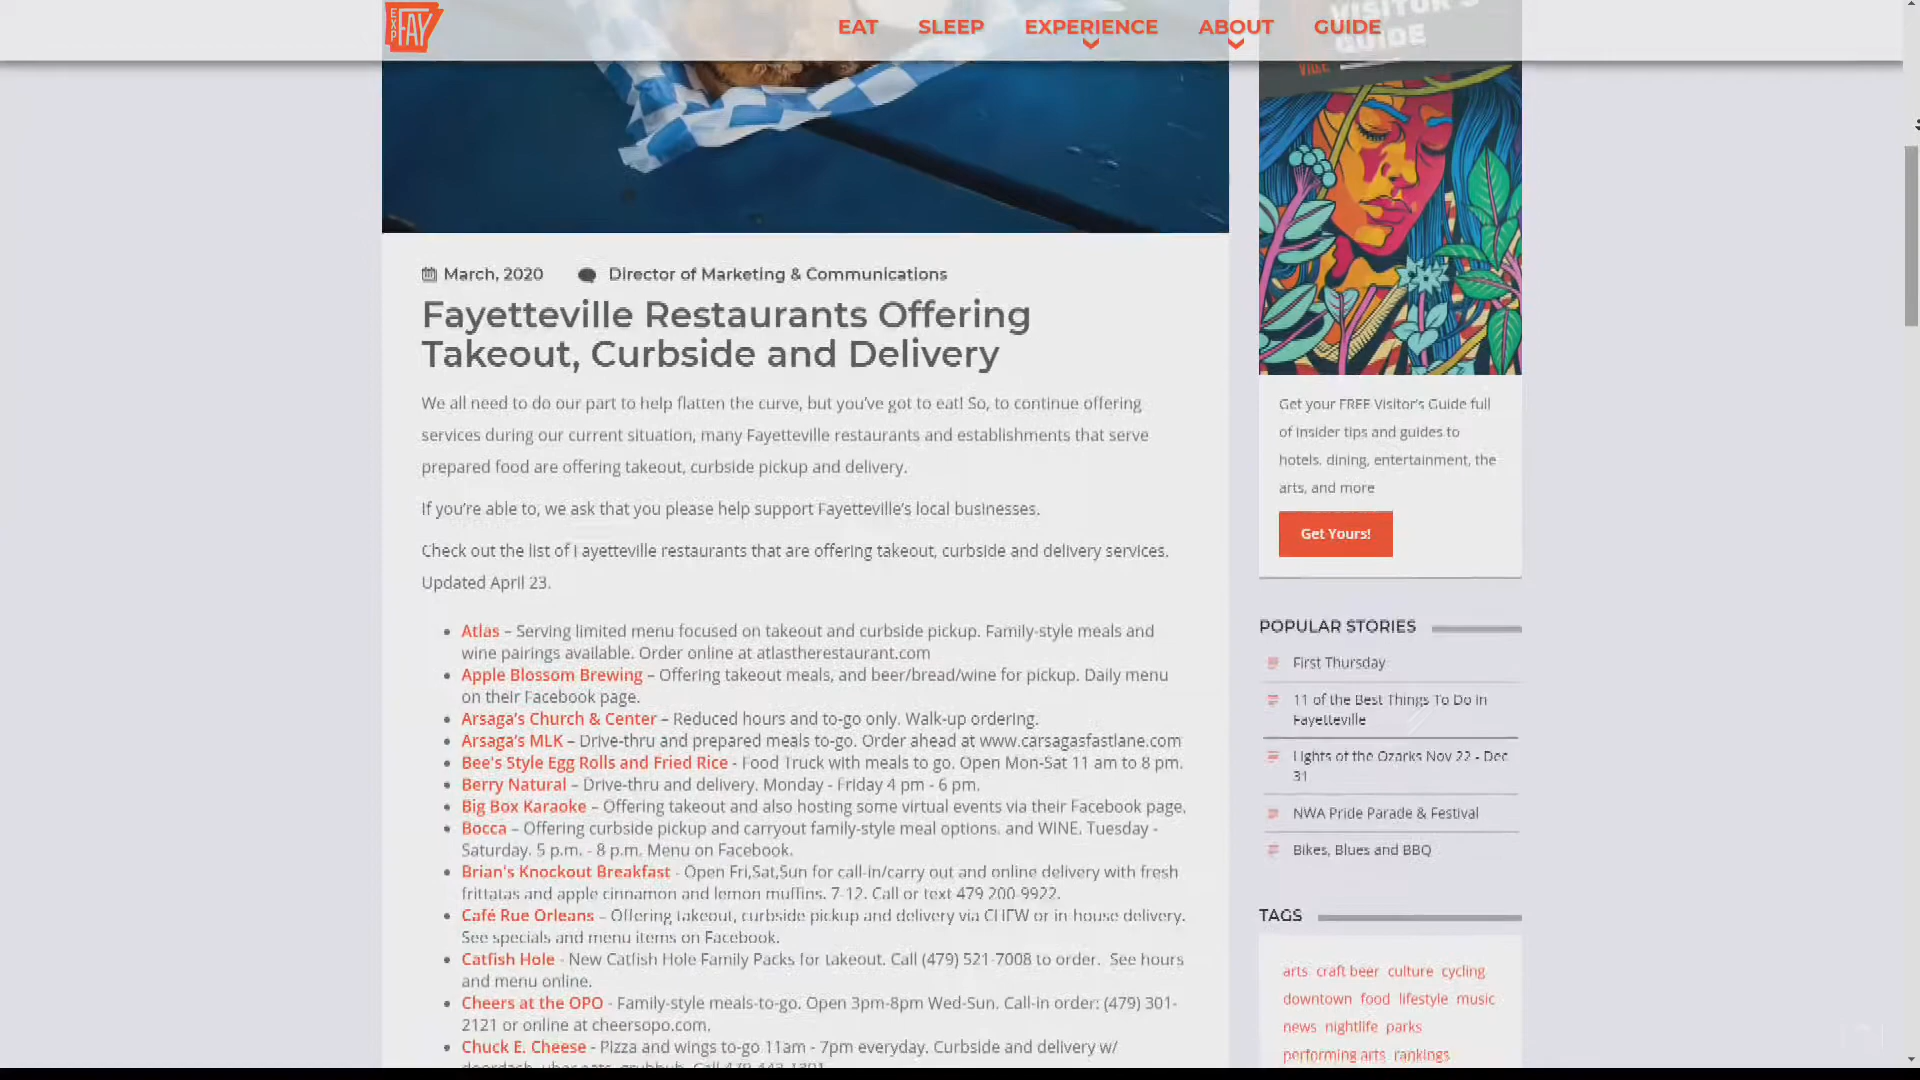 EXP
FAY
EAT SLEEP EXPERIENCE ABOUT GUIDE
VISITOR'S
GUIDE
VILLE
March, 2020 Director of Marketing & Communications
Fayetteville Restaurants Offering
Takeout, Curbside and Delivery
We all need to do our part to help flatten the curve, but you've got to eat! So, to continue offering
services during our current situation, many Fayetteville restaurants and establishments that serve
prepared food are offering takeout, curbside pickup and delivery.
If you're able to, we ask that you please help support Fayetteville's local businesses.
Check out the list of Fayetteville restaurants that are offering takeout, curbside and delivery services.
Updated April 23.
Atlas – Serving limited menu focused on takeout and curbside pickup. Family-style meals and
wine pairings available. Order online at atlastherestaurant.com
Apple Blossom Brewing – Offering takeout meals, and beer/bread/wine for pickup. Daily menu
on their Facebook page.
Arsaga's Church & Center – Reduced hours and to-go only. Walk-up ordering.
Arsaga's MLK – Drive-thru and prepared meals to-go. Order ahead at www.carsagasfastlane.com
Bee's Style Egg Rolls and Fried Rice - Food Truck with meals to go. Open Mon-Sat 11 am to 8 pm.
Berry Natural – Drive-thru and delivery. Monday - Friday 4 pm - 6 pm.
Big Box Karaoke – Offering takeout and also hosting some virtual events via their Facebook page.
Bocca – Offering curbside pickup and carryout family-style meal options. and WINE. Tuesday -
Saturday. 5 p.m. - 8 p.m. Menu on Facebook.
Brian's Knockout Breakfast - Open Fri,Sat,Sun for call-in/carry out and online delivery with fresh
frittatas and apple cinnamon and lemon muffins. 7-12. Call or text 479 200-9922.
Café Rue Orleans – Offering takeout, curbside pickup and delivery via CHEW or in house delivery.
See specials and menu items on Facebook.
Catfish Hole - New Catfish Hole Family Packs for takeout. Call (479) 521-7008 to order. See hours
and menu online.
Cheers at the OPO - Family-style meals-to-go. Open 3pm-8pm Wed-Sun. Call-in order: (479) 301-
2121 or online at cheersopo.com.
Chuck E. Cheese - Pizza and wings to-go 11am - 7pm everyday. Curbside and delivery w/
Get your FREE Visitor's Guide full
of insider tips and guides to
hotels. dining, entertainment, the
arts, and more
Get Yours!
POPULAR STORIES
First Thursday
11 of the Best Things To Do In
Fayetteville
Lights of the Ozarks Nov 22 - Dec
31
NWA Pride Parade & Festival
Bikes, Blues and BBQ
TAGS
arts craft beer culture cycling
downtown food lifestyle music
news nightlife parks
performing arts rankings